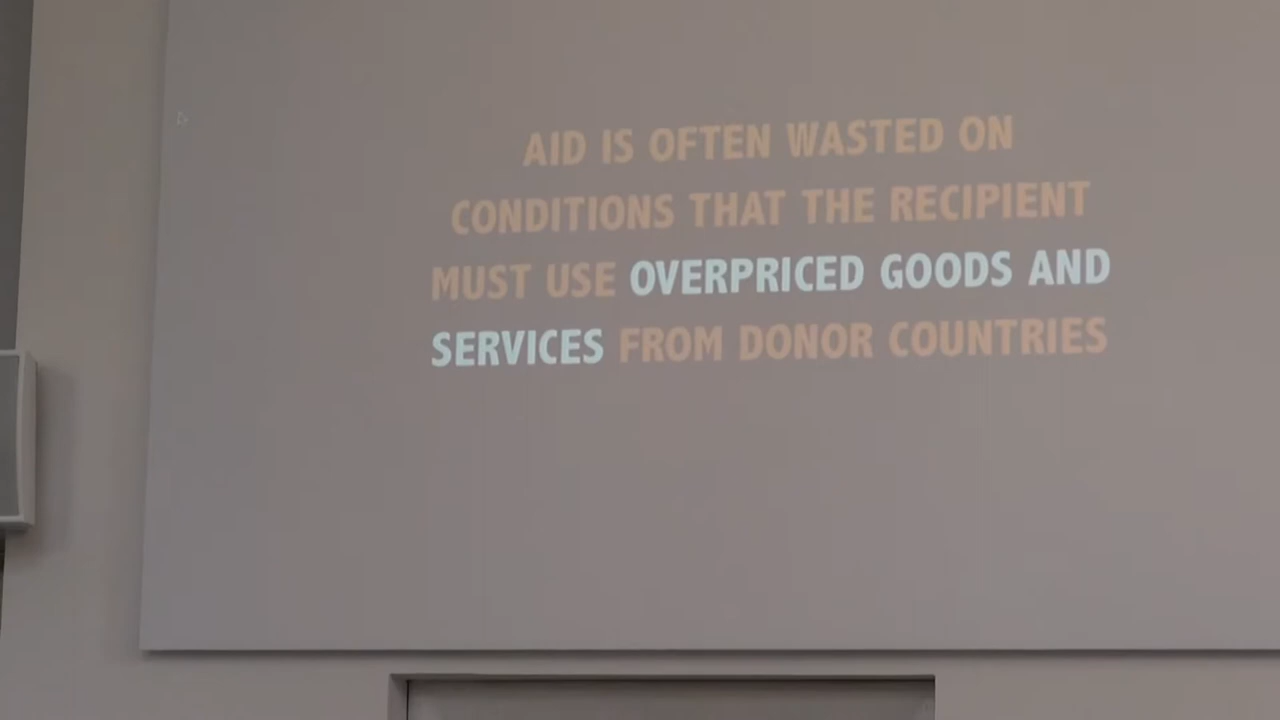 AID IS OFTEN WASTED ON
CONDITIONS THAT THE RECIPIENT
MUST USE OVERPRICED GOODS AND
SERVICES FROM DONOR COUNTRIES